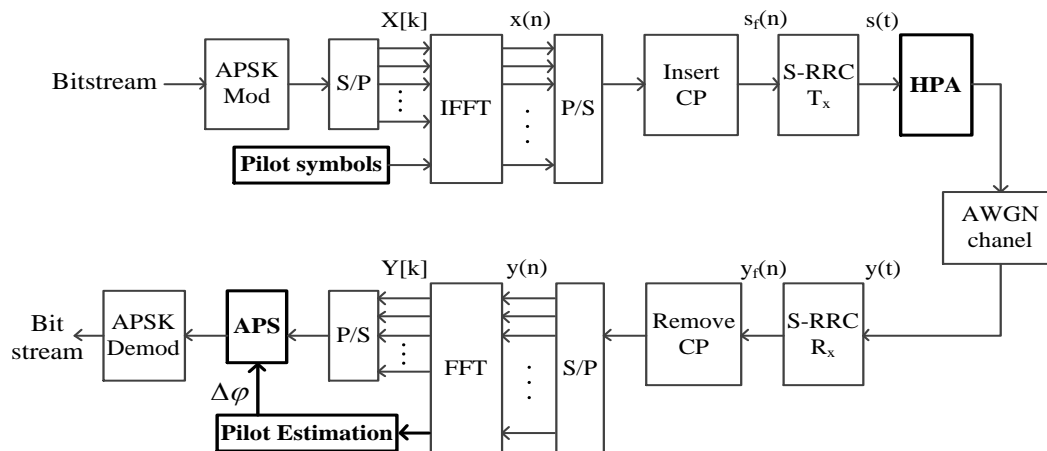 X[k]
x(n)
s_f(n)
s(t)
Bitstream
APSK
Mod
S/P
IFFT
P/S
Insert
CP
S-RRC
T_x
HPA
Pilot symbols
AWGN
chanel
Y[k]
y(n)
y_f(n)
y(t)
Bit
stream
APSK
Demod
APS
P/S
FFT
S/P
Remove
CP
S-RRC
R_x
Δφ
Pilot Estimation